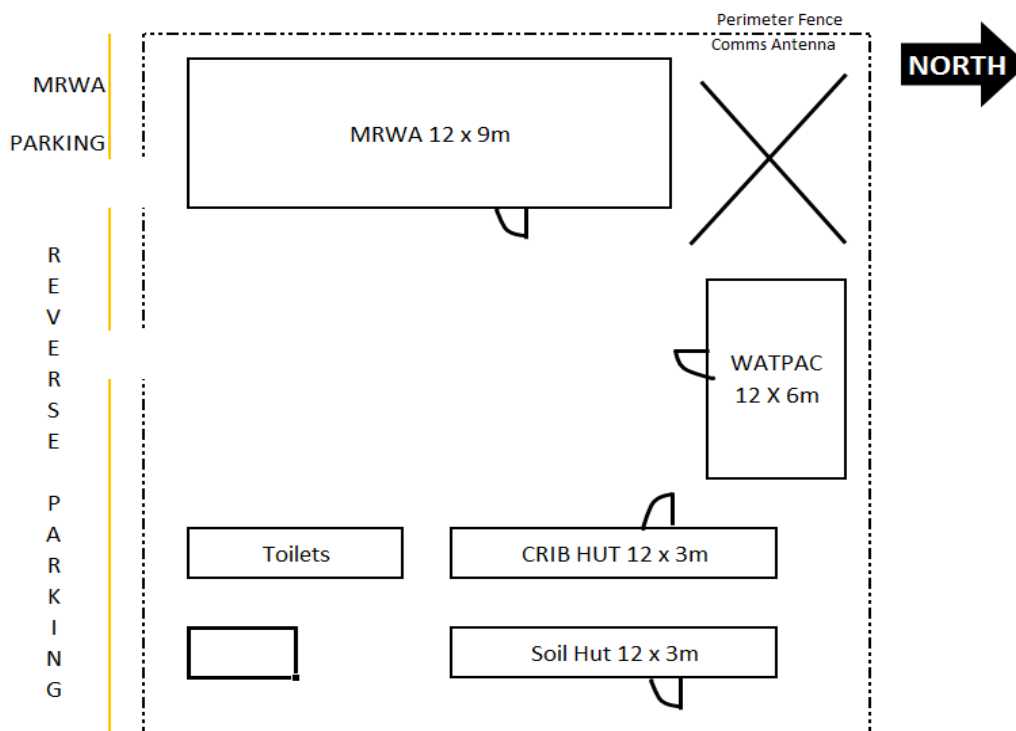 Perimeter Fence
Comms Antenna
NORTH
MRWA
PARKING
MRWA 12 x 9m
R
E
V
E
R
S
E
P
A
R
K
I
N
G
WATPAC
12 X 6m
Toilets
CRIB HUT 12 x 3m
Soil Hut 12 x 3m